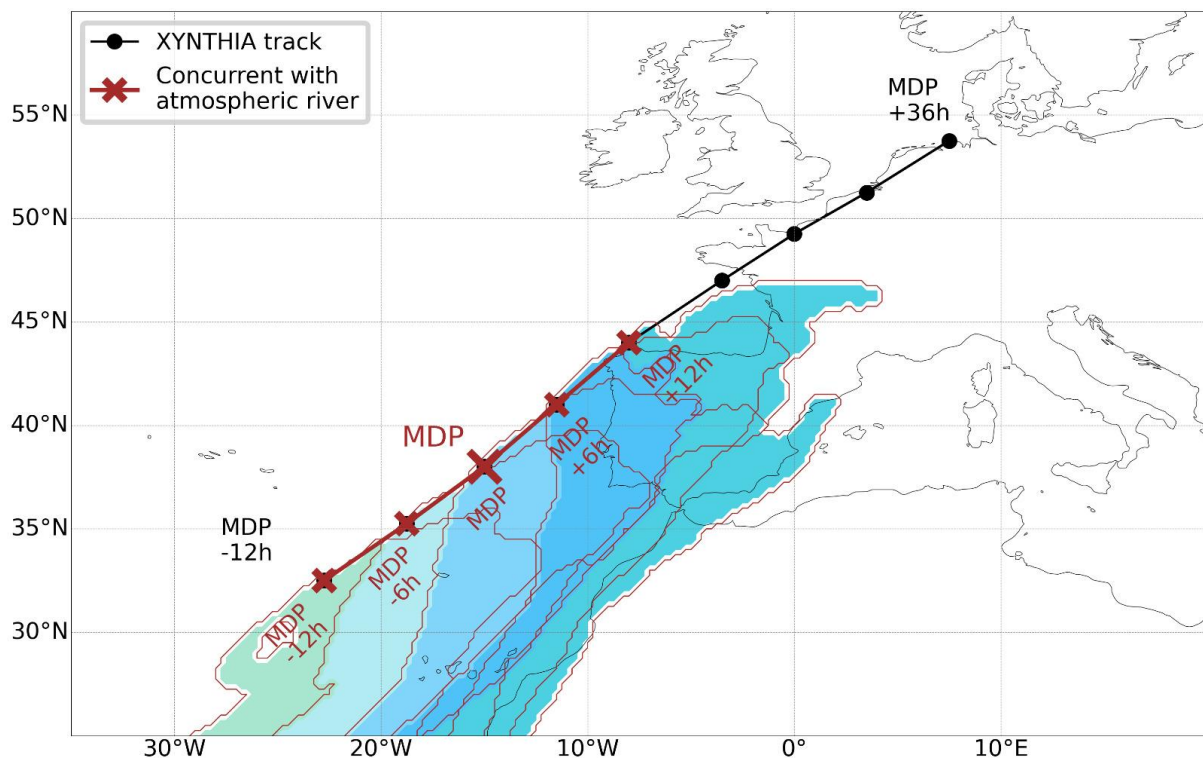 XYNTHIA track
Concurrent with
atmospheric river
MDP
+36h
55°N
50°N
45°N
MDP
+12h
40°N
MDP
MDP
+6h
MDP
35°N
MDP
-12h
MDP
-6h
30°N
MDP
-12h
30°W
20°W
10°W
0°
10°E